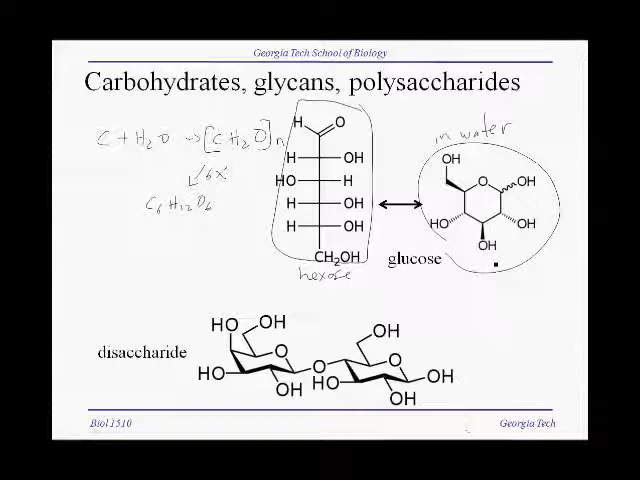 Georgia Tech School of Biology
Carbohydrates, glycans, polysaccharides
C + H₂O → [CH₂O]n
6x
C₆H₁₂O₆
H O
H OH
HO H
H OH
H OH
CH₂OH
hexose
in water
OH
O OH
HO OH
OH
glucose
disaccharide
HO OH OH
O O
HO O HO OH
OH OH
Biol 1510 Georgia Tech